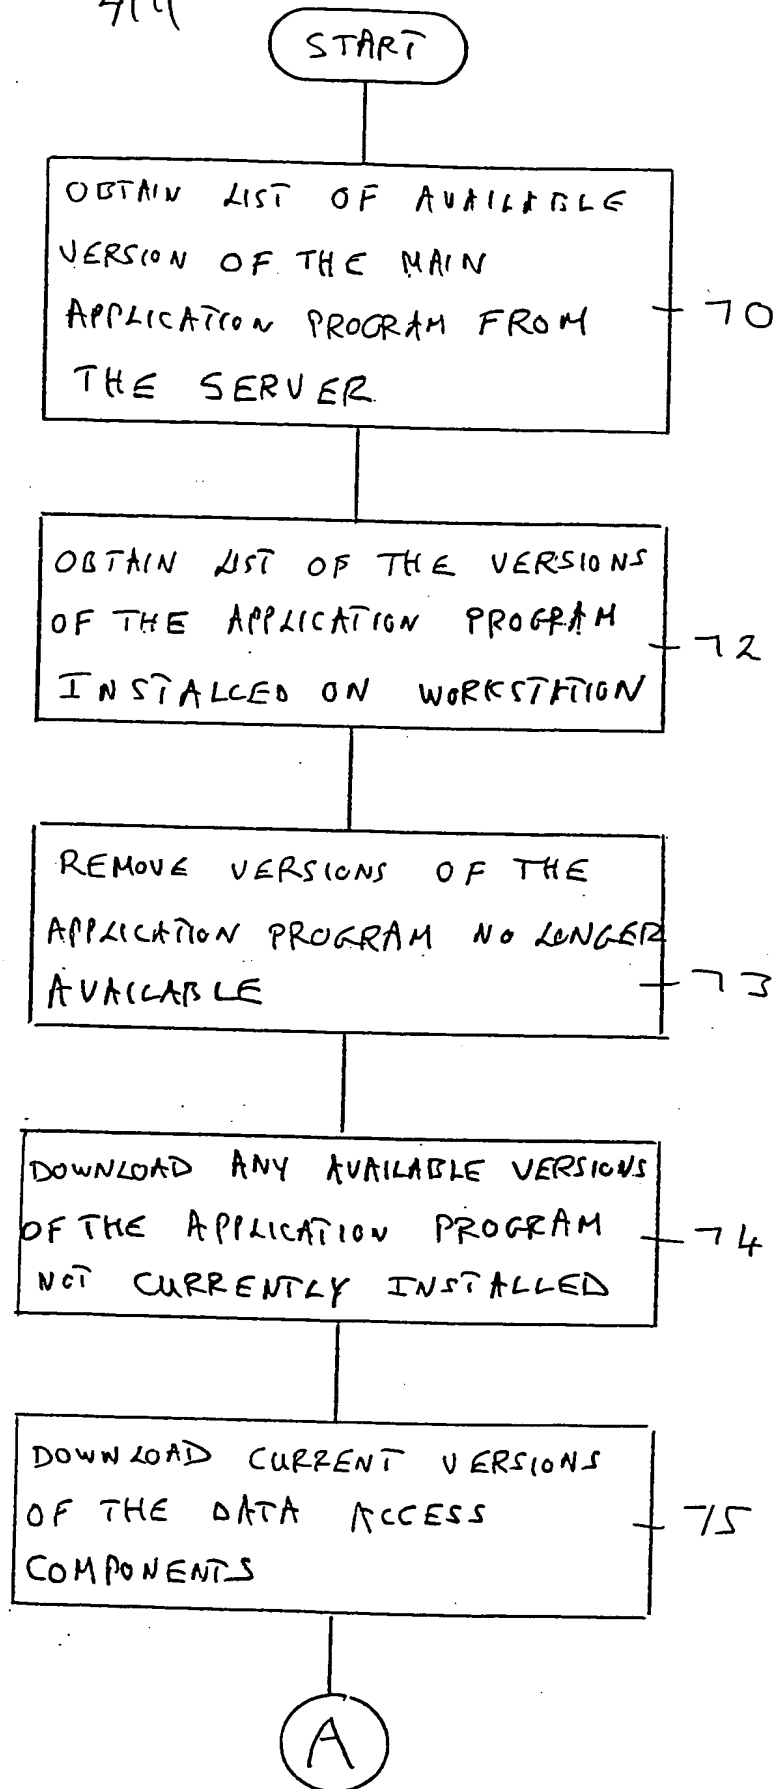 START
OBTAIN LIST OF AVAILABLE
VERSION OF THE MAIN
APPLICATION PROGRAM FROM
THE SERVER
70
OBTAIN LIST OF THE VERSIONS
OF THE APPLICATION PROGRAM
INSTALLED ON WORKSTATION
72
REMOVE VERSIONS OF THE
APPLICATION PROGRAM NO LONGER
AVAILABLE
73
DOWNLOAD ANY AVAILABLE VERSIONS
OF THE APPLICATION PROGRAM
NOT CURRENTLY INSTALLED
74
DOWNLOAD CURRENT VERSIONS
OF THE DATA ACCESS
COMPONENTS
75
A